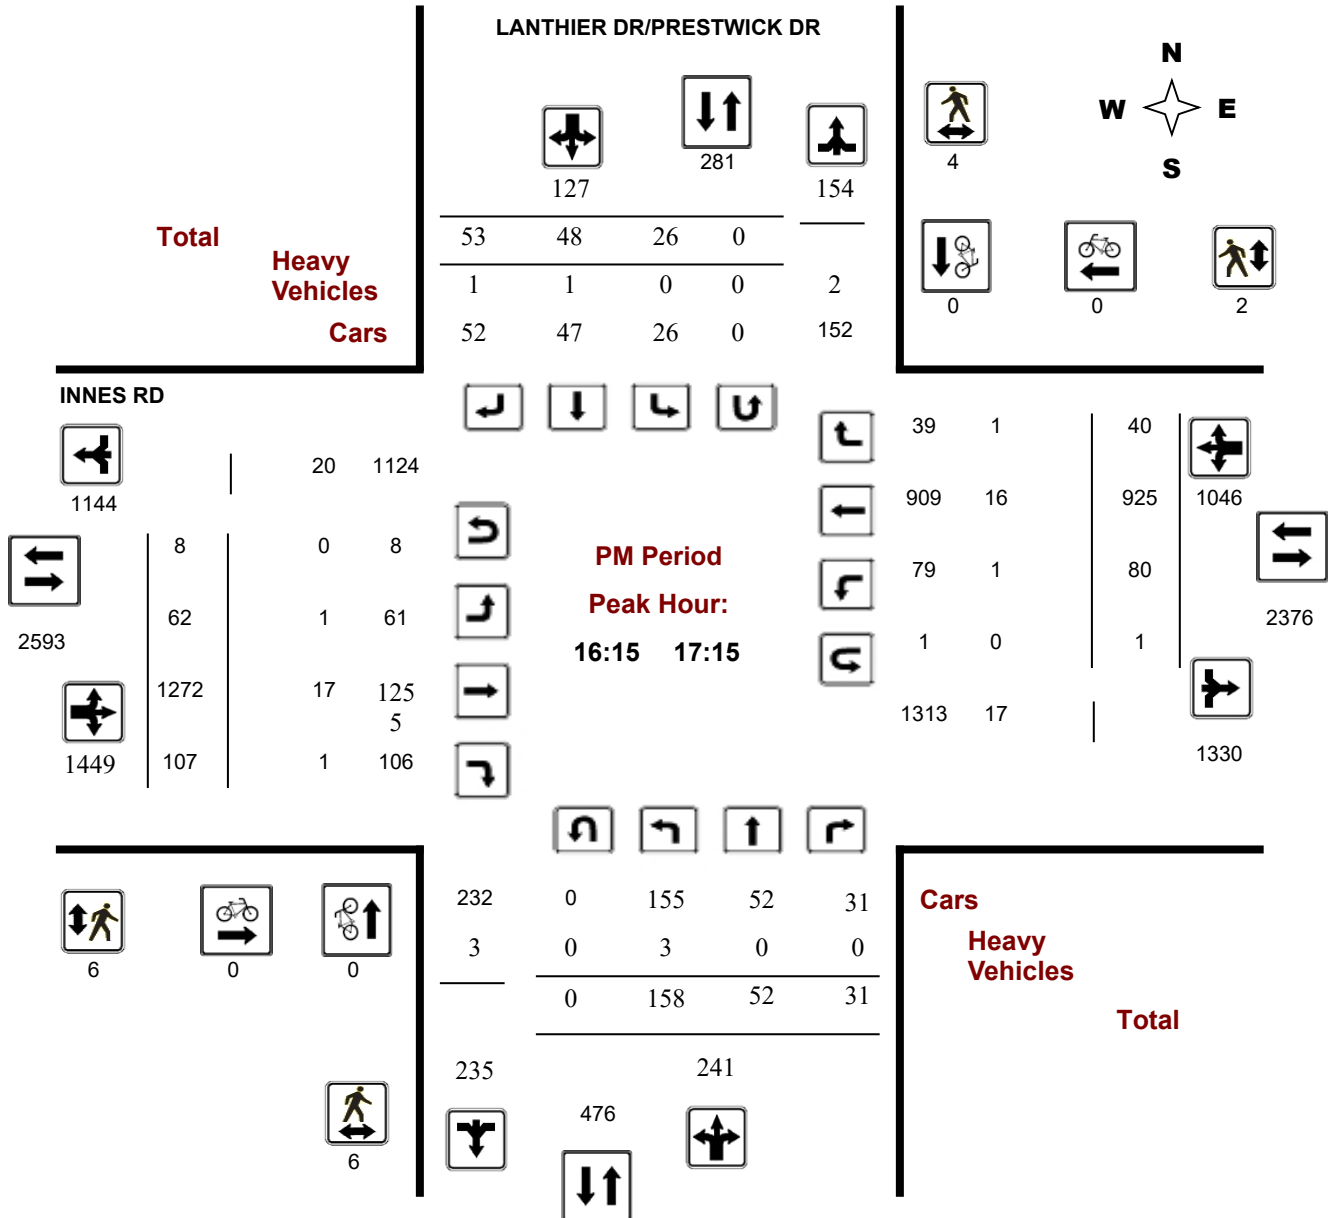 LANTHIER DR/PRESTWICK DR
N
W E
S
281
127
154
4
Total
53 48 26 0
Heavy
Vehicles
1 1 0 0 2
0 0 2
Cars
52 47 26 0 152
INNES RD
39 1 40
20 1124
1144
909 16 925 1046
8 0 8
PM Period
79 1 80
Peak Hour:
62 1 61
2376
2593
16:15 17:15
1 0 1
1272 17 125
5
1313 17
1449 107 1 106
1330
232 0 155 52 31
Cars
3 0 3 0 0
Heavy
Vehicles
6 0 0
0 158 52 31
Total
235 241
476
6